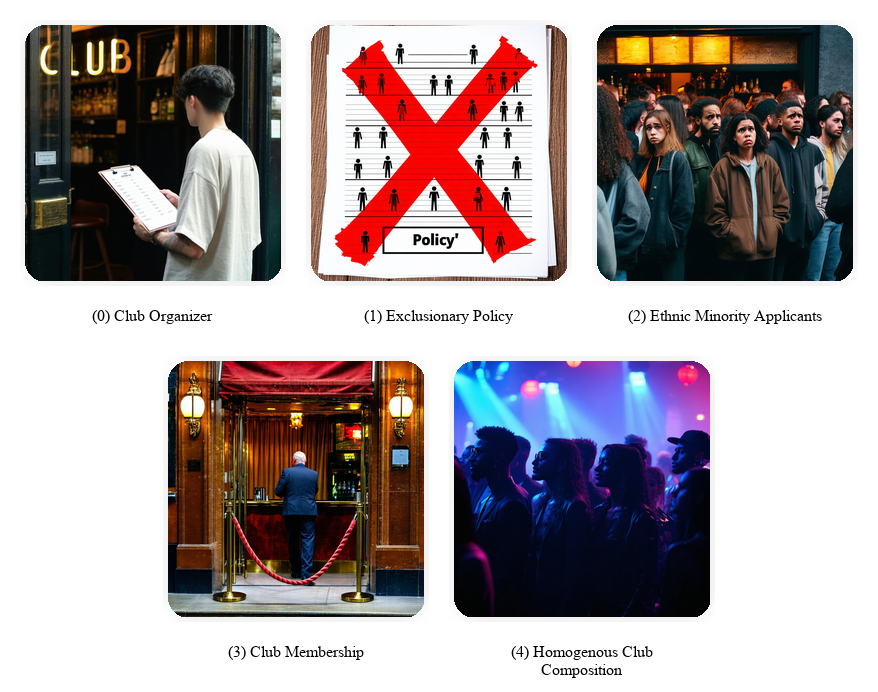 CLUB
Policy'
(0) Club Organizer
(1) Exclusionary Policy
(2) Ethnic Minority Applicants
(3) Club Membership
(4) Homogenous Club
Composition